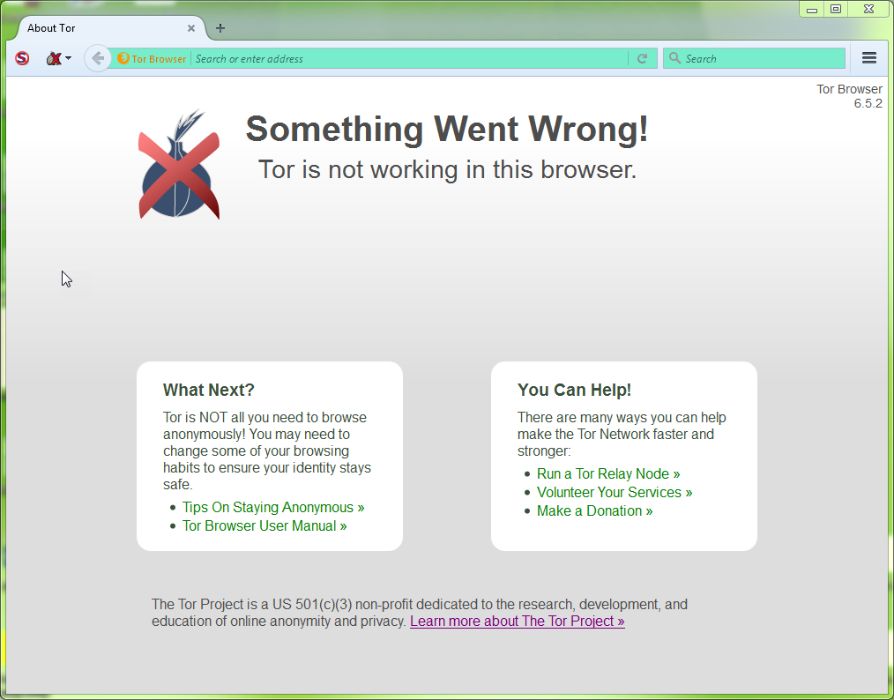 About Tor
Tor Browser Search or enter address
Search
Tor Browser
6.5.2
Something Went Wrong!
Tor is not working in this browser.
What Next?
Tor is NOT all you need to browse
anonymously! You may need to
change some of your browsing
habits to ensure your identity stays
safe.
• Tips On Staying Anonymous »
• Tor Browser User Manual »
You Can Help!
There are many ways you can help
make the Tor Network faster and
stronger:
• Run a Tor Relay Node »
• Volunteer Your Services »
• Make a Donation »
The Tor Project is a US 501(c)(3) non-profit dedicated to the research, development, and
education of online anonymity and privacy. Learn more about The Tor Project »